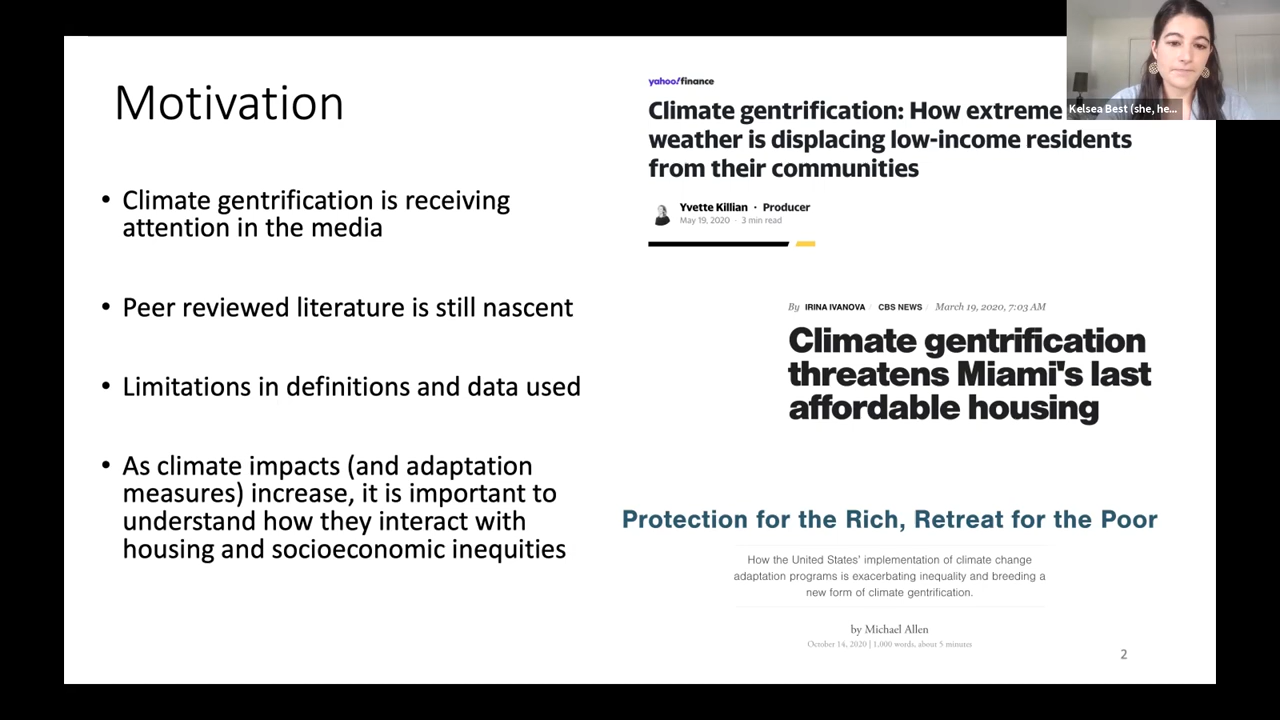 Motivation
• Climate gentrification is receiving
attention in the media
• Peer reviewed literature is still nascent
• Limitations in definitions and data used
• As climate impacts (and adaptation
measures) increase, it is important to
understand how they interact with
housing and socioeconomic inequities
yahoo!finance
Climate gentrification: How extreme
weather is displacing low-income residents
from their communities
Yvette Killian · Producer
May 19, 2020 · 3 min read
By IRINA IVANOVA / CBS NEWS / March 19, 2020, 7:03 AM
Climate gentrification
threatens Miami's last
affordable housing
Protection for the Rich, Retreat for the Poor
How the United States' implementation of climate change
adaptation programs is exacerbating inequality and breeding a
new form of climate gentrification.
by Michael Allen
October 14, 2020 | 1,000 words, about 5 minutes
2
Kelsea Best (she, he...